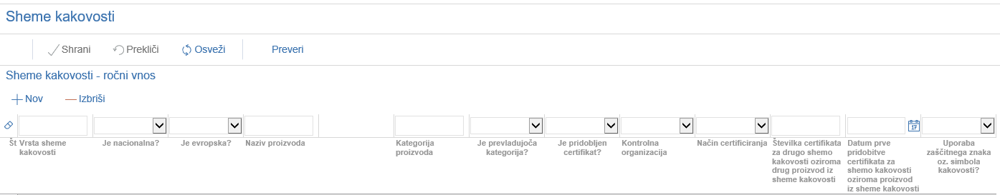 Sheme kakovosti
Shrani Prekliči Osveži Preveri
Sheme kakovosti - ročni vnos
Nov Izbriši
17
Št Vrsta sheme kakovosti
Je nacionalna?
Je evropska?
Naziv proizvoda
Kategorija
proizvoda
Je prevladujoča
kategorija?
Je pridobljen
certifikat?
Kontrolna
organizacija
Način certificiranja
Številka certifikata
za drugo shemo
kakovosti oziroma
drug proizvod iz
sheme kakovosti
Datum prve
pridobitve
certifikata za
shemo kakovosti
oziroma proizvod
iz sheme kakovosti
Uporaba
zaščitnega znaka
oz. simbola
kakovosti?